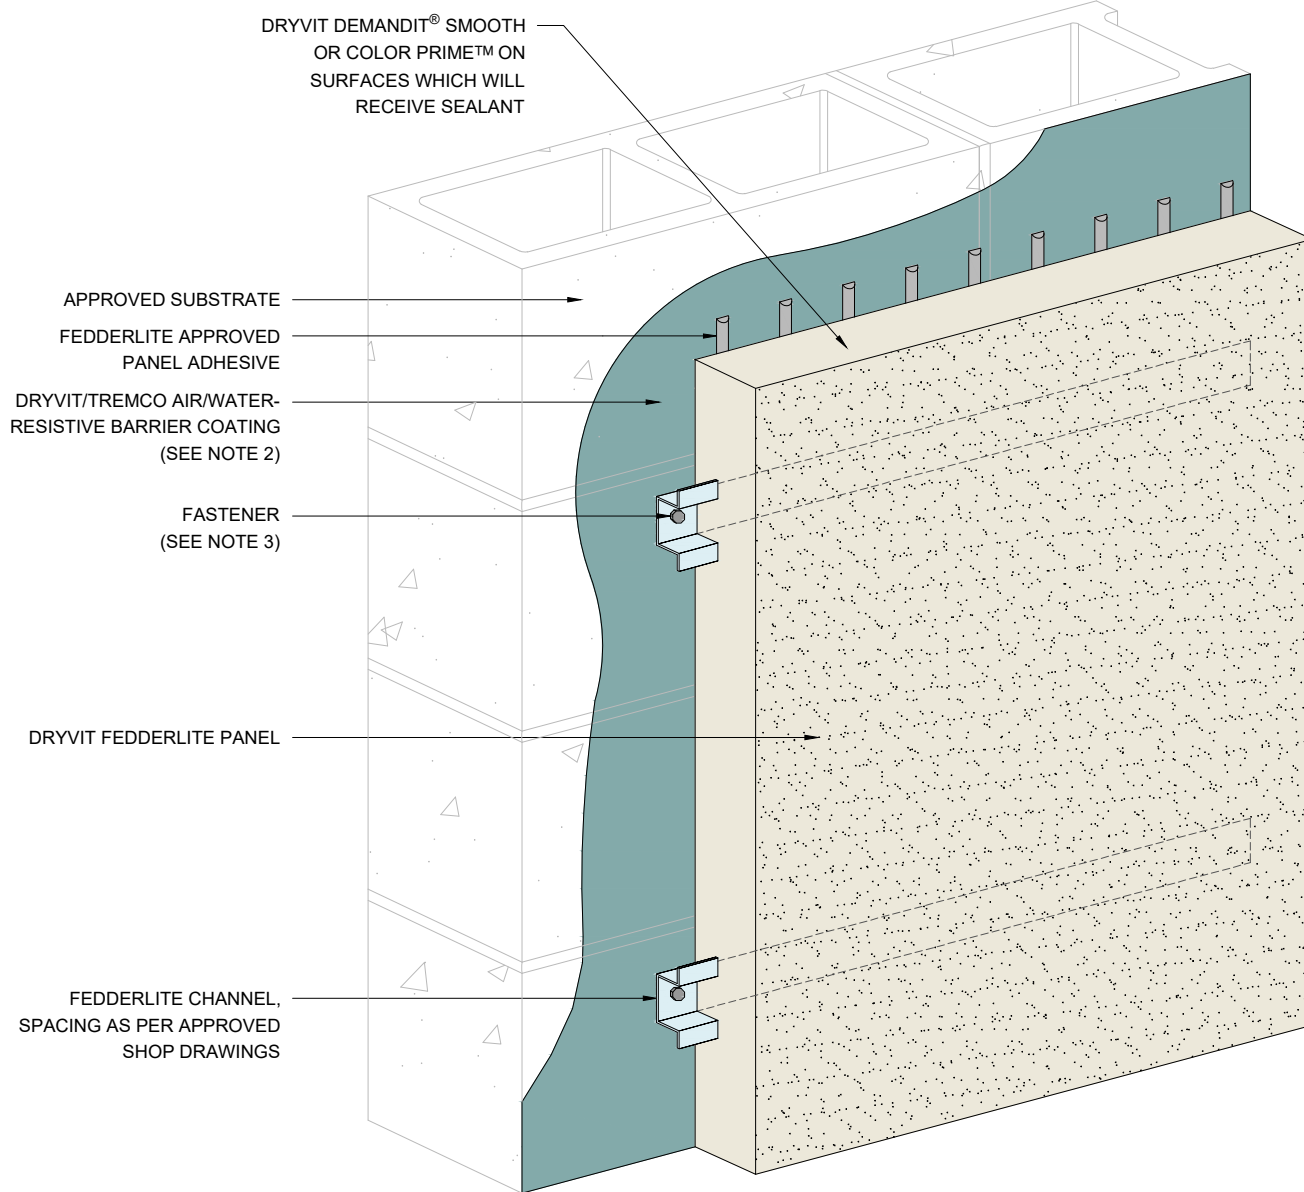 DRYVIT DEMANDIT® SMOOTH
OR COLOR PRIME™ ON
SURFACES WHICH WILL
RECEIVE SEALANT
APPROVED SUBSTRATE
FEDDERLITE APPROVED
PANEL ADHESIVE
DRYVIT/TREMCO AIR/WATER-
RESISTIVE BARRIER COATING
(SEE NOTE 2)
FASTENER
(SEE NOTE 3)
DRYVIT FEDDERLITE PANEL
FEDDERLITE CHANNEL,
SPACING AS PER APPROVED
SHOP DRAWINGS